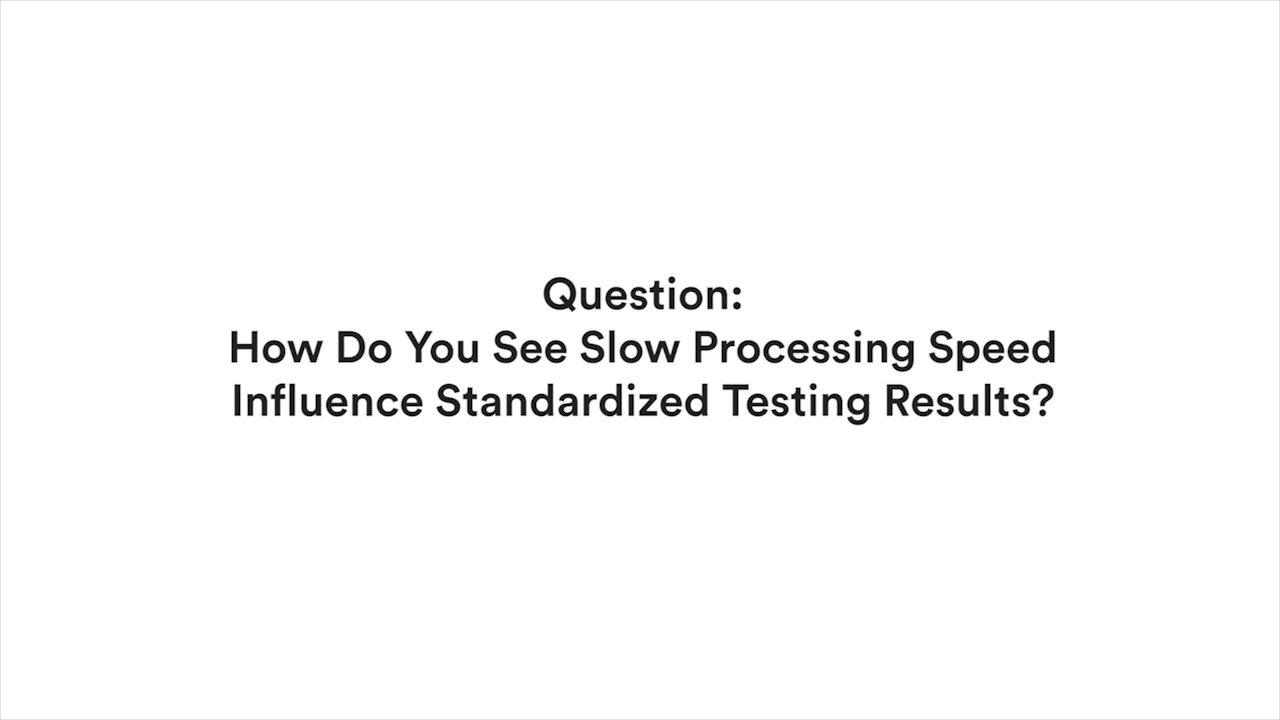 Question:
How Do You See Slow Processing Speed
Influence Standardized Testing Results?